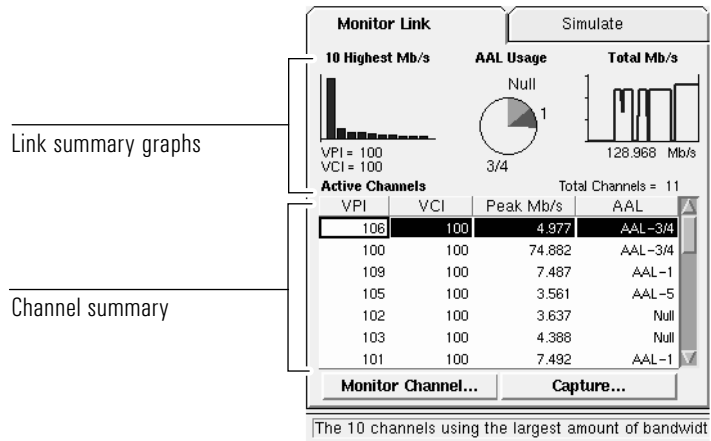 Monitor Link Simulate
10 Highest Mb/s AAL Usage Total Mb/s
Null
1
3/4
VPI = 100
VCI = 100
128.968 Mb/s
Link summary graphs
Active Channels Total Channels = 11
VPI VCI Peak Mb/s AAL
106 100 4.977 AAL-3/4
100 100 74.882 AAL-3/4
109 100 7.487 AAL-1
105 100 3.561 AAL-5
102 100 3.637 Null
103 100 4.388 Null
101 100 7.492 AAL-1
Channel summary
Monitor Channel... Capture...
The 10 channels using the largest amount of bandwidt